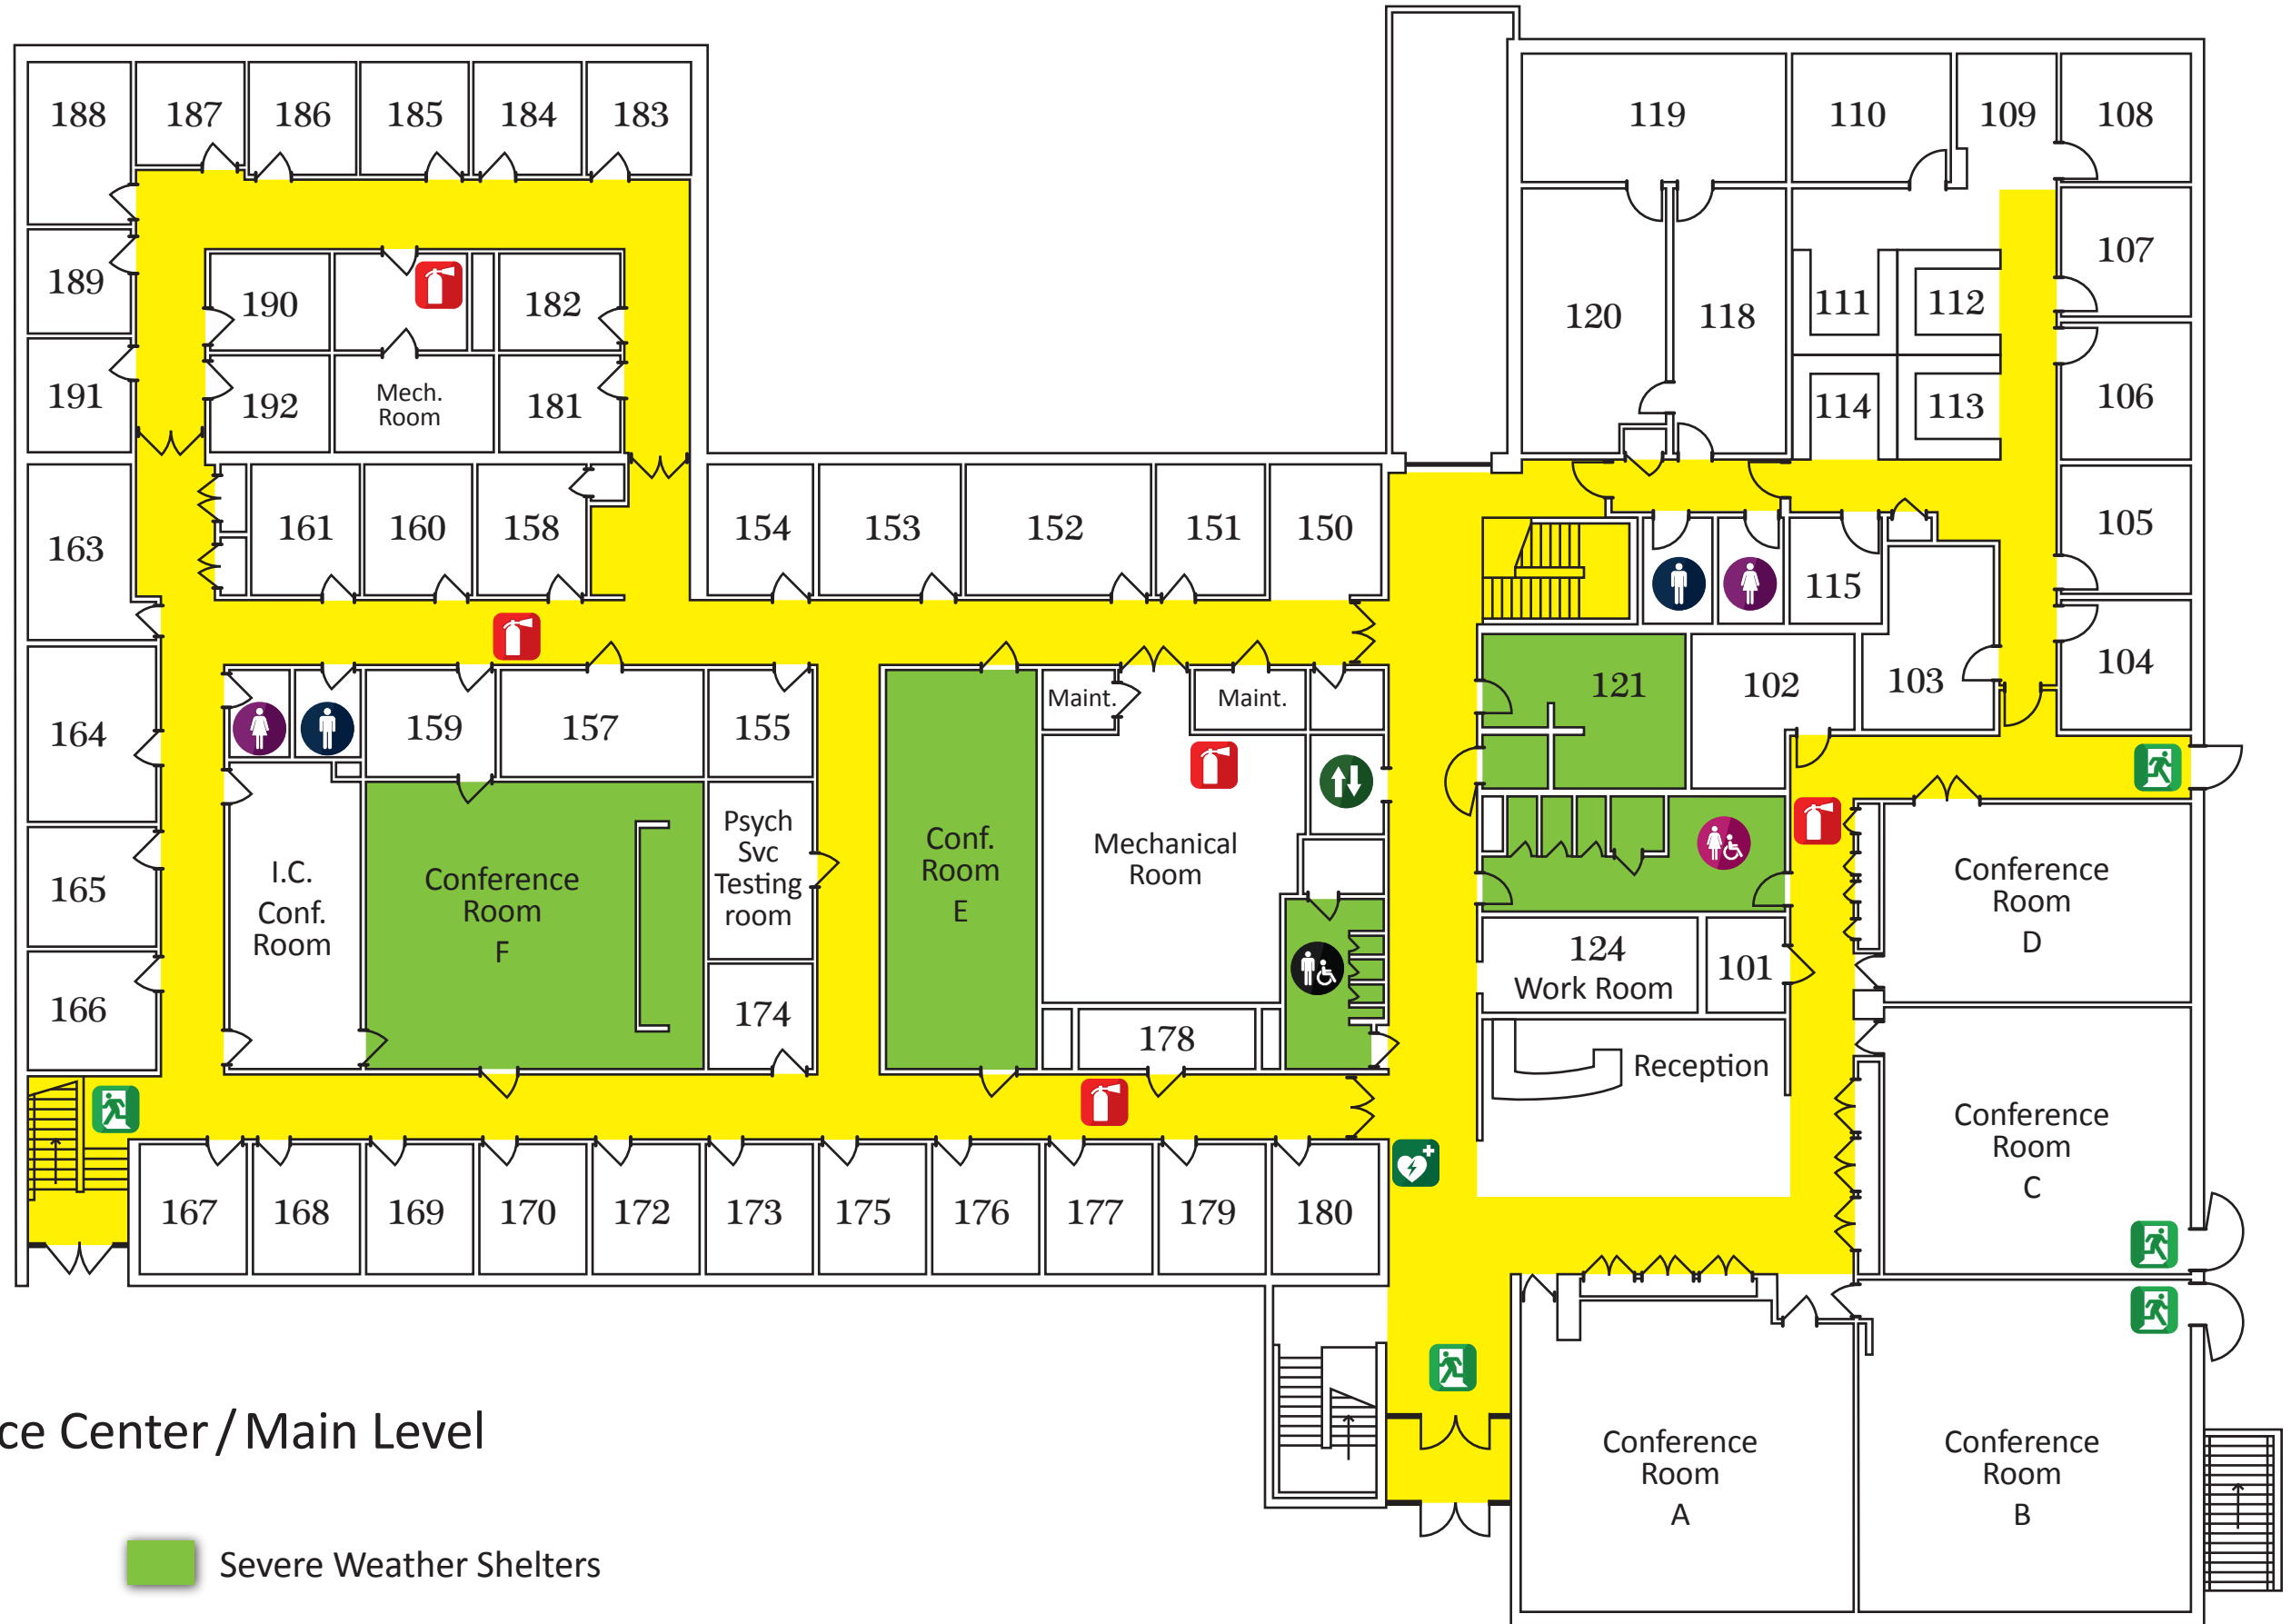 188
187
186
185
184
183
119
110
109
108
189
190
182
107
120
118
111
112
191
192
Mech.
Room
181
114
113
106
163
161
160
158
154
153
152
151
150
105
115
164
159
157
155
Maint.
Maint.
121
102
103
104
165
I.C.
Conf.
Room
Conference
Room
F
Psych
Svc
Testing
room
Conf.
Room
E
Mechanical
Room
Conference
Room
D
166
174
178
124
Work Room
101
Reception
Conference
Room
C
167
168
169
170
172
173
175
176
177
179
180
Conference
Room
A
Conference
Room
B
ce Center / Main Level
Severe Weather Shelters